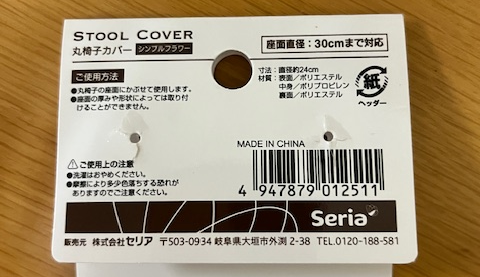 STOOL COVER
丸椅子カバー シンプルフラワー
座面直径：30cmまで対応
ご使用方法
●丸椅子の座面にかぶせて使用します。
●座面の厚みや形状によっては取り付
けることができません。
寸法：直径約24cm
材質：表面／ポリエステル
中身／ポリプロピレン
裏面／ポリエステル
紙
ヘッダー
MADE IN CHINA
ご使用上の注意
●洗濯はおやめください。
●摩擦により多少色落ちする恐れが
ありますのでご注意ください。
4 947879 012511
Seria
販売元 株式会社セリア 〒503-0934 岐阜県大垣市外渕 2-38 TEL.0120-188-581